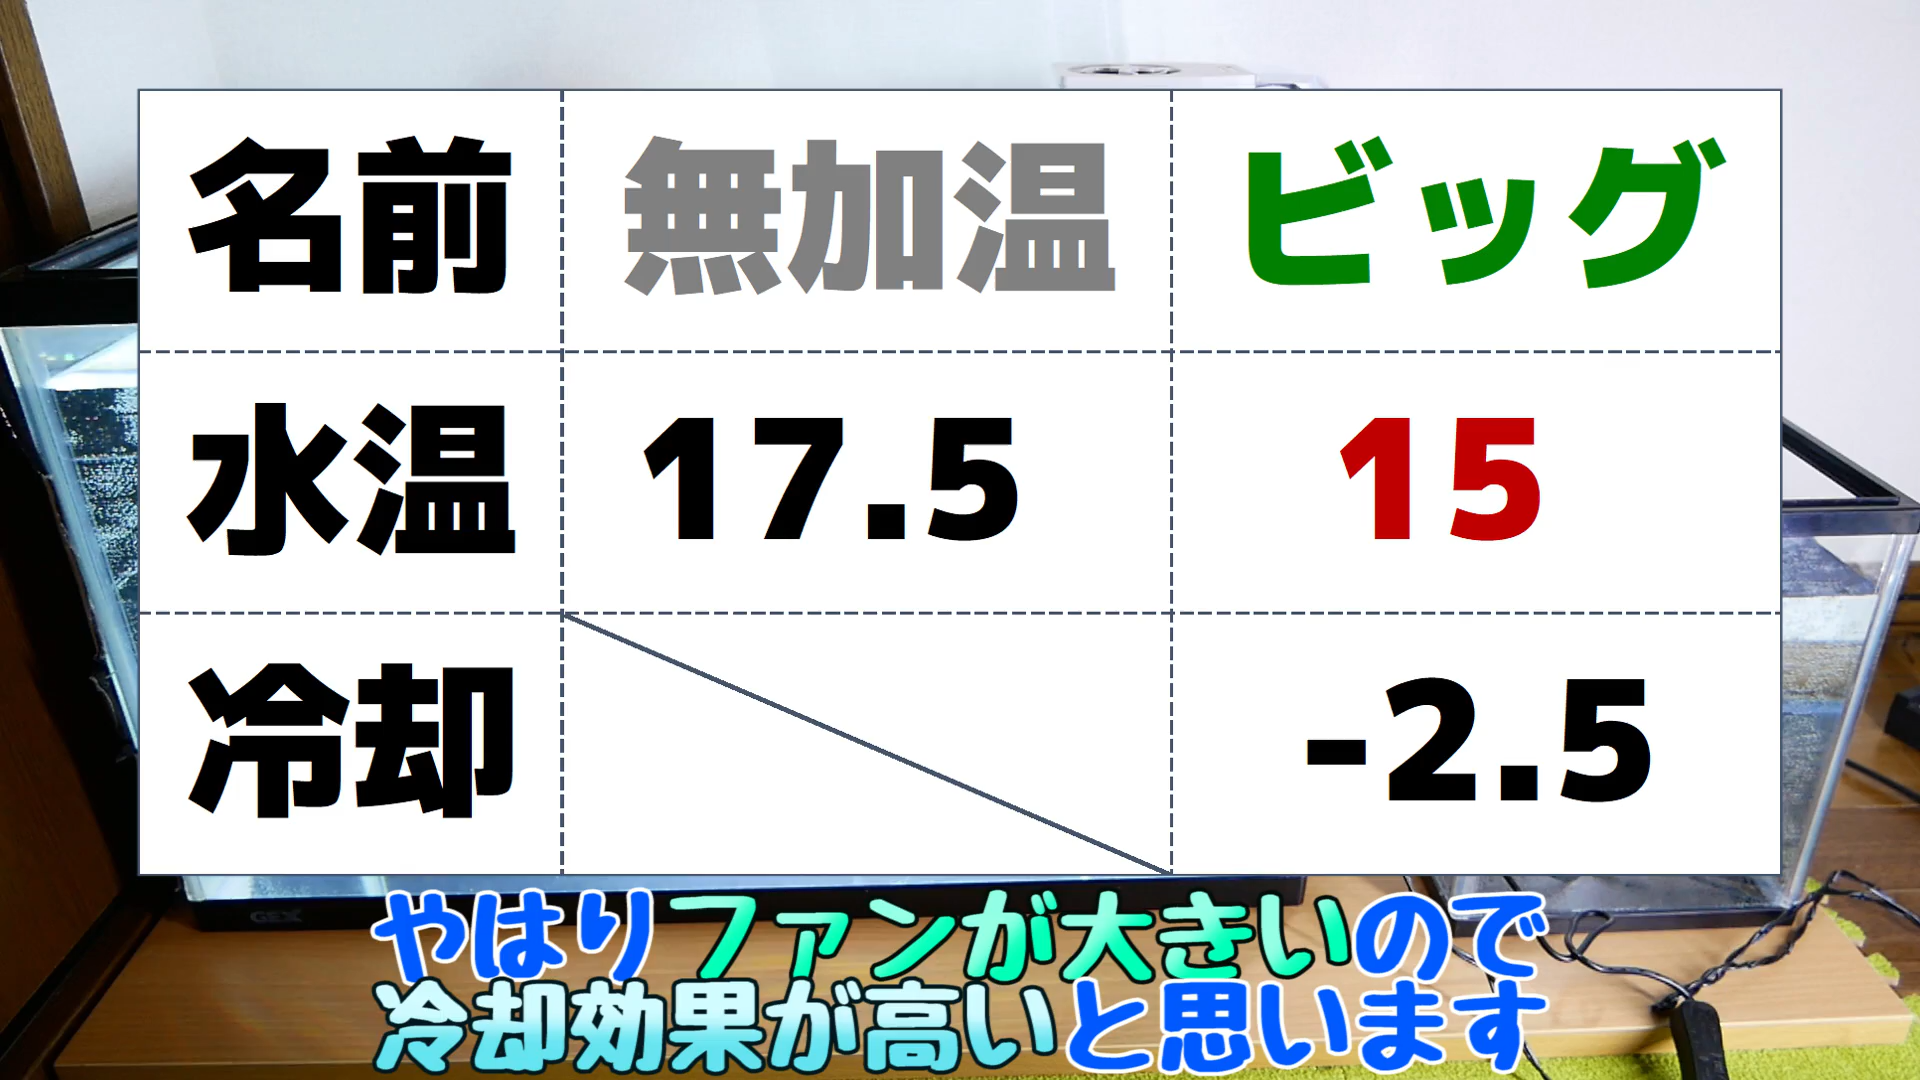 名前 無加温 ビッグ
水温 17.5 15
冷却 -2.5
GEX
やはりファンが大きいので
冷却効果が高いと思います